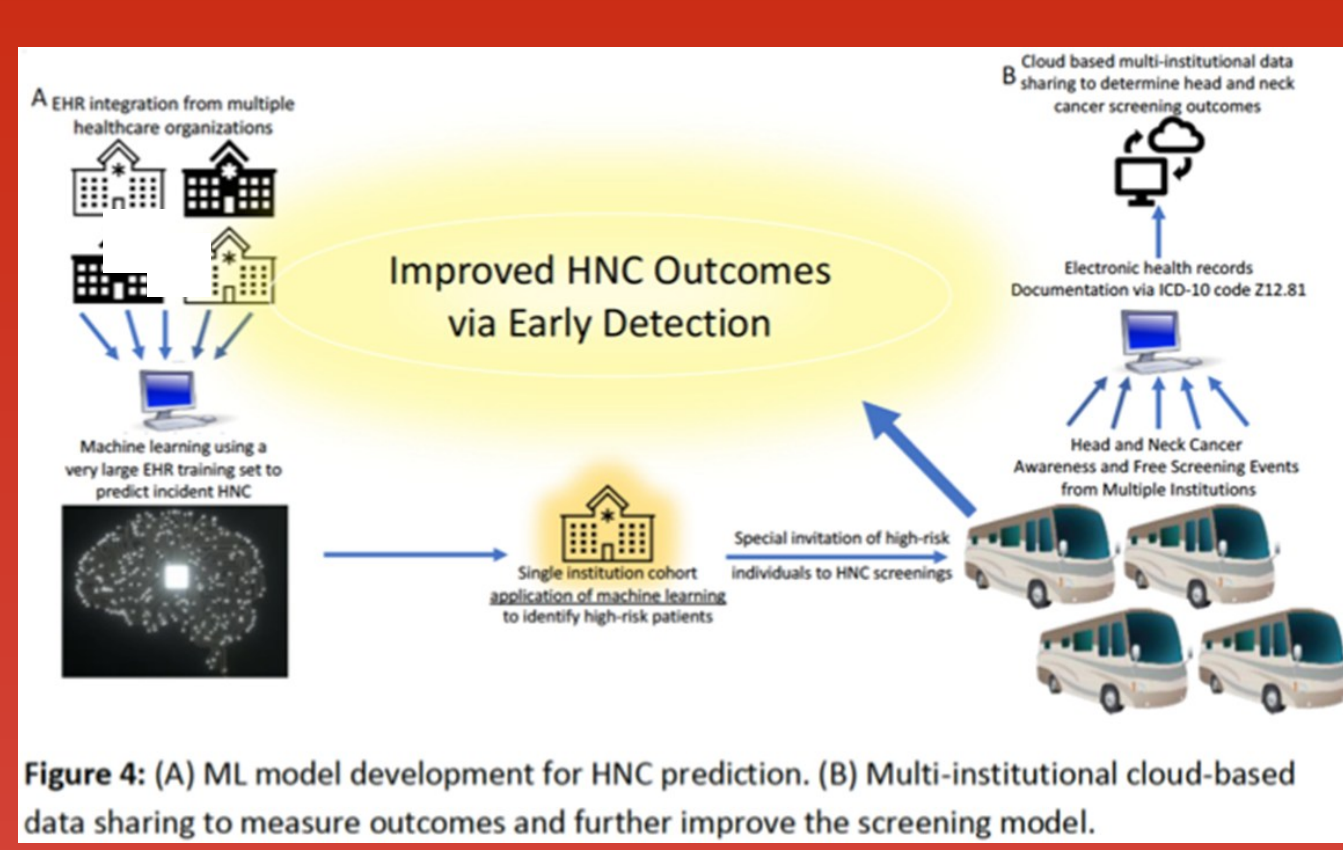 A EHR integration from multiple
healthcare organizations
Machine learning using a
very large EHR training set to
predict incident HNC
Improved HNC Outcomes
via Early Detection
Single institution cohort
application of machine learning
to identify high-risk patients
Special invitation of high-risk
individuals to HNC screenings
B Cloud based multi-institutional data
sharing to determine head and neck
cancer screening outcomes
Electronic health records
Documentation via ICD-10 code Z12.81
Head and Neck Cancer
Awareness and Free Screening Events
from Multiple Institutions
Figure 4: (A) ML model development for HNC prediction. (B) Multi-institutional cloud-based
data sharing to measure outcomes and further improve the screening model.